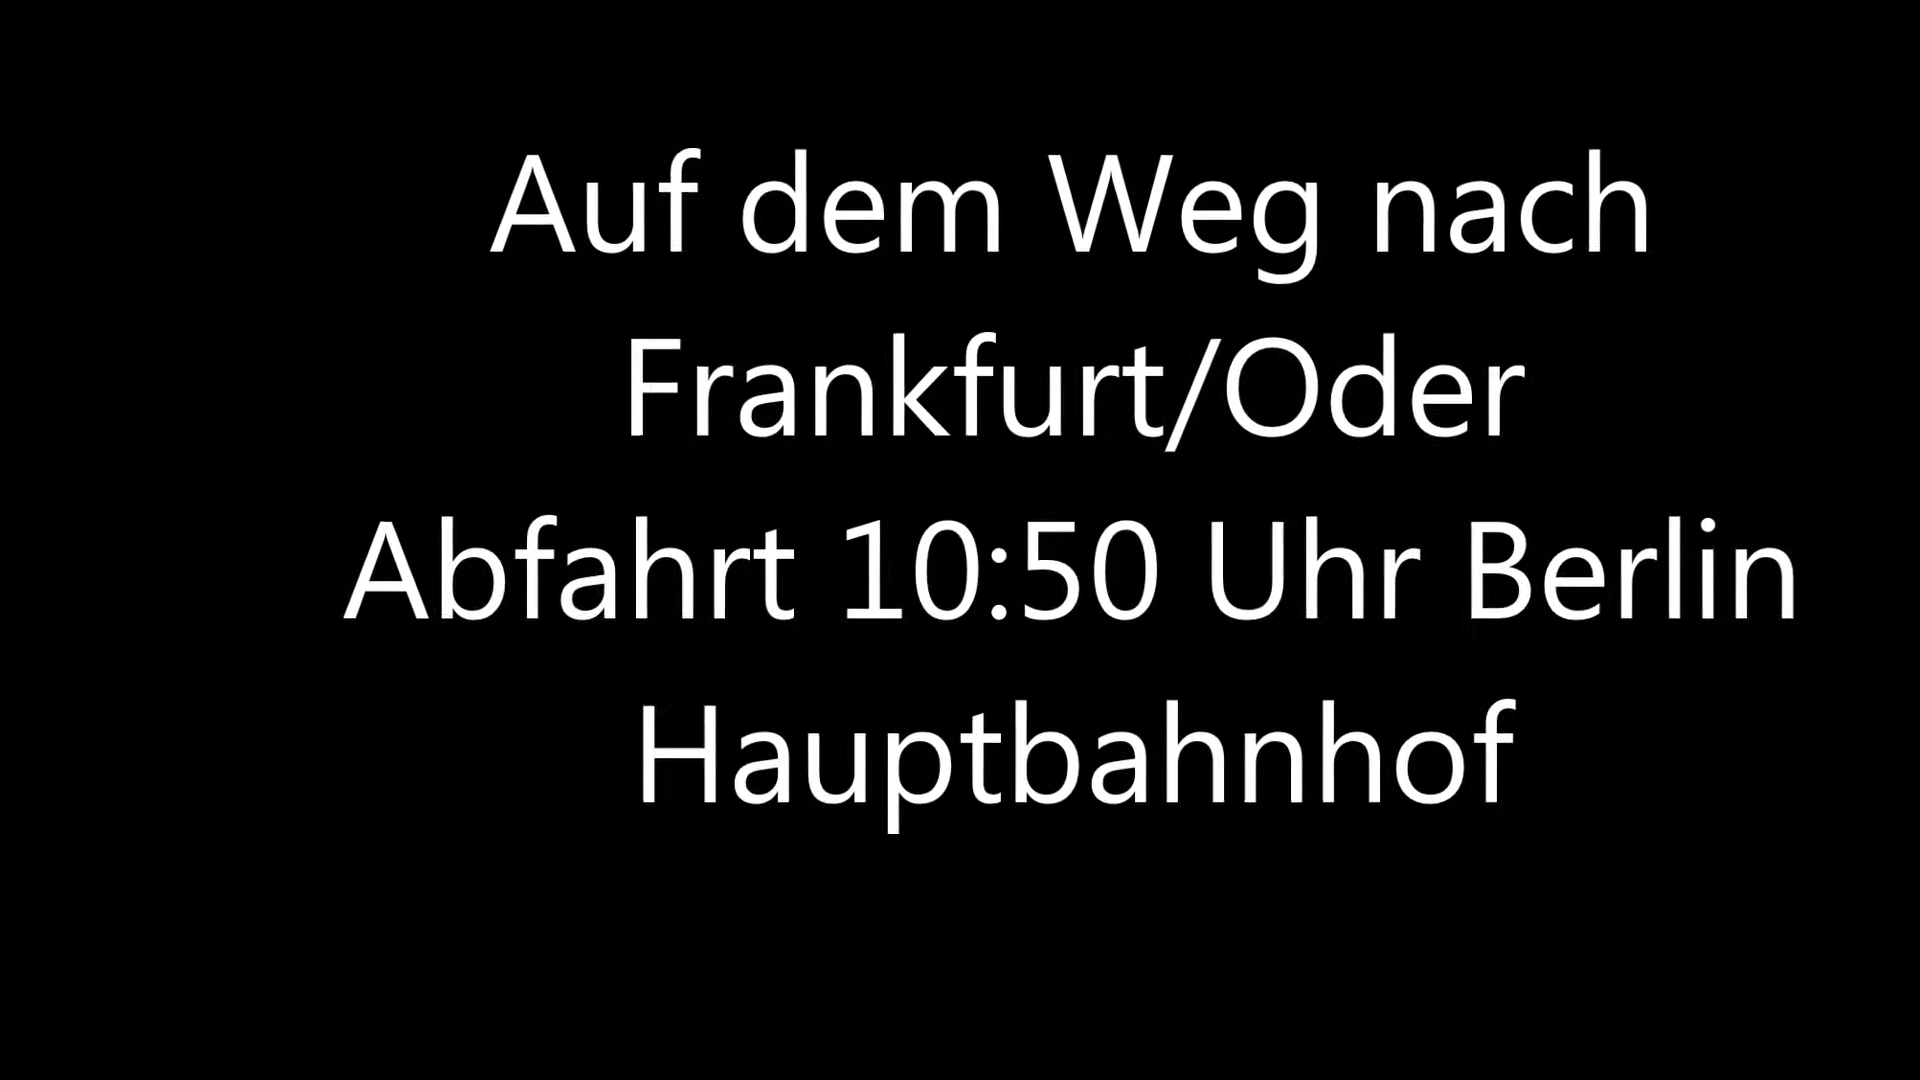 Auf dem Weg nach
Frankfurt/Oder
Abfahrt 10:50 Uhr Berlin
Hauptbahnhof